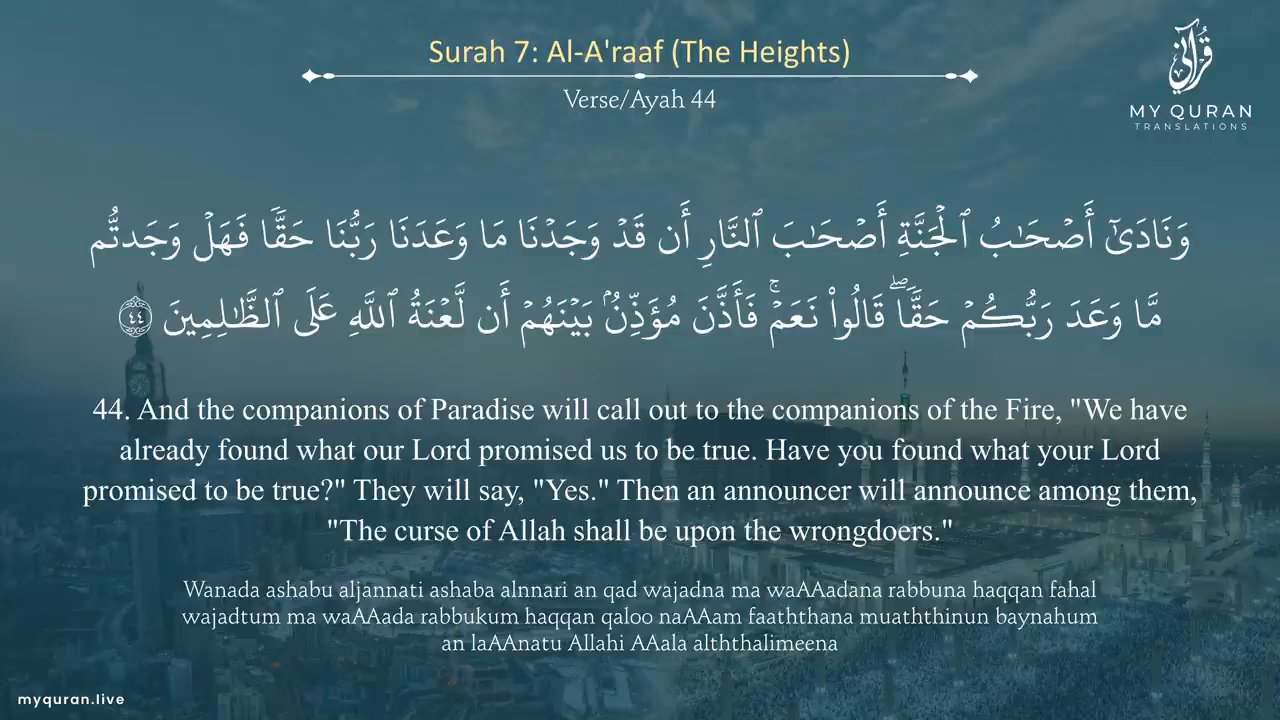 Surah 7: Al-A'raaf (The Heights)
Verse/Ayah 44
MY QURAN
TRANSLATIONS
وَنَادَىٰٓ أَصۡحَـٰبُ ٱلۡجَنَّةِ أَصۡحَـٰبَ ٱلنَّارِ أَن قَدۡ وَجَدۡنَا مَا وَعَدَنَا رَبُّنَا حَقࣰّا فَهَلۡ وَجَدتُّم
مَّا وَعَدَ رَبُّكُمۡ حَقࣰّاۖ قَالُوا۟ نَعَمۡۚ فَأَذَّنَ مُؤَذِّنُۢ بَيۡنَهُمۡ أَن لَّعۡنَةُ ٱللَّهِ عَلَى ٱلظَّـٰلِمِينَ ٤٤
44. And the companions of Paradise will call out to the companions of the Fire, "We have
already found what our Lord promised us to be true. Have you found what your Lord
promised to be true?" They will say, "Yes." Then an announcer will announce among them,
"The curse of Allah shall be upon the wrongdoers."
Wanada ashabu aljannati ashaba alnnari an qad wajadna ma waAAadana rabbuna haqqan fahal
wajadtum ma waAAada rabbukum haqqan qaloo naAAam faaththana muaththinun baynahum
an laAAnatu Allahi AAala alththalimeena
myquran.live